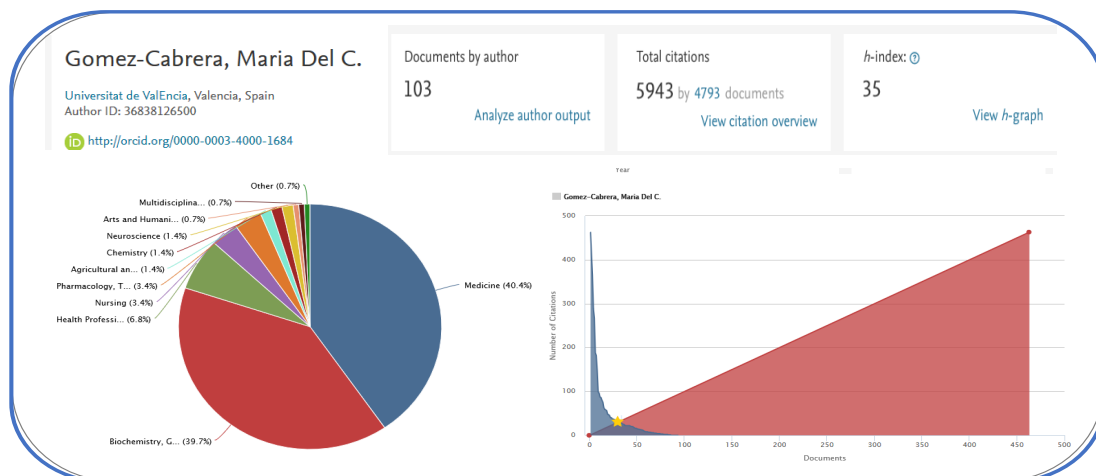 Gomez-Cabrera, Maria Del C.
Universitat de ValEncia, Valencia, Spain
Author ID: 36838126500
iD http://orcid.org/0000-0003-4000-1684
Documents by author
103
Analyze author output
Total citations
5943 by 4793 documents
View citation overview
h-index: ?
35
View h-graph
Year
Other (0.7%)
Multidisciplina... (0.7%)
Arts and Humani... (0.7%)
Neuroscience (1.4%)
Chemistry (1.4%)
Agricultural an... (1.4%)
Pharmacology, T... (3.4%)
Nursing (3.4%)
Health Professi... (6.8%)
Medicine (40.4%)
Biochemistry, G... (39.7%)
Gomez-Cabrera, Maria Del C.
Number of Citations
500
400
300
200
100
0
0
50
100
150
200
250
300
350
400
450
500
Documents